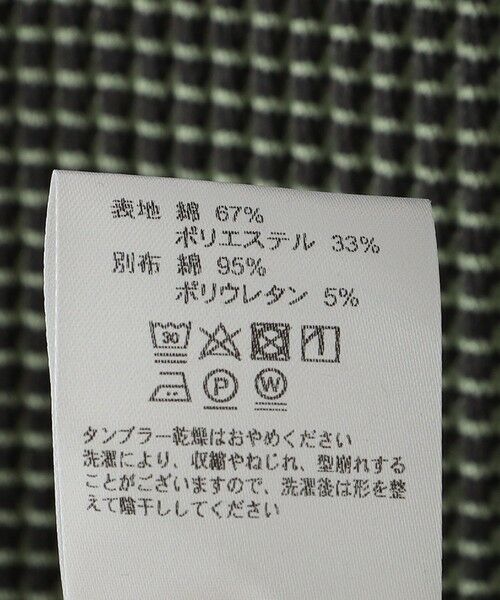 表地 綿 67%
ポリエステル 33%
別布 綿 95%
ポリウレタン 5%
30
P W
タンブラー乾燥はおやめください
洗濯により、収縮やねじれ、型崩れする
ことがございますので、洗濯後は形を整
えて陰干ししてください